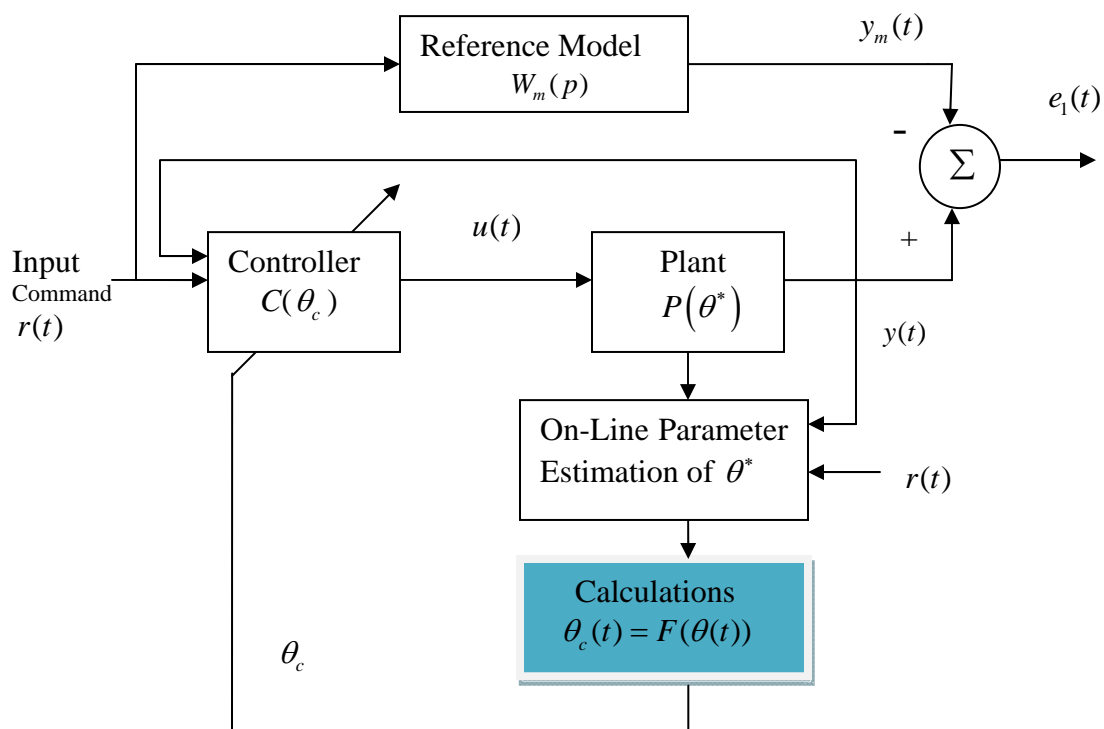 Reference Model
W_m(p)
y_m(t)
e_1(t)
-
Σ
+
Input
Command
r(t)
Controller
C(θ_c)
u(t)
Plant
P(θ^*)
y(t)
On-Line Parameter
Estimation of θ^*
r(t)
Calculations
θ_c(t) = F(θ(t))
θ_c